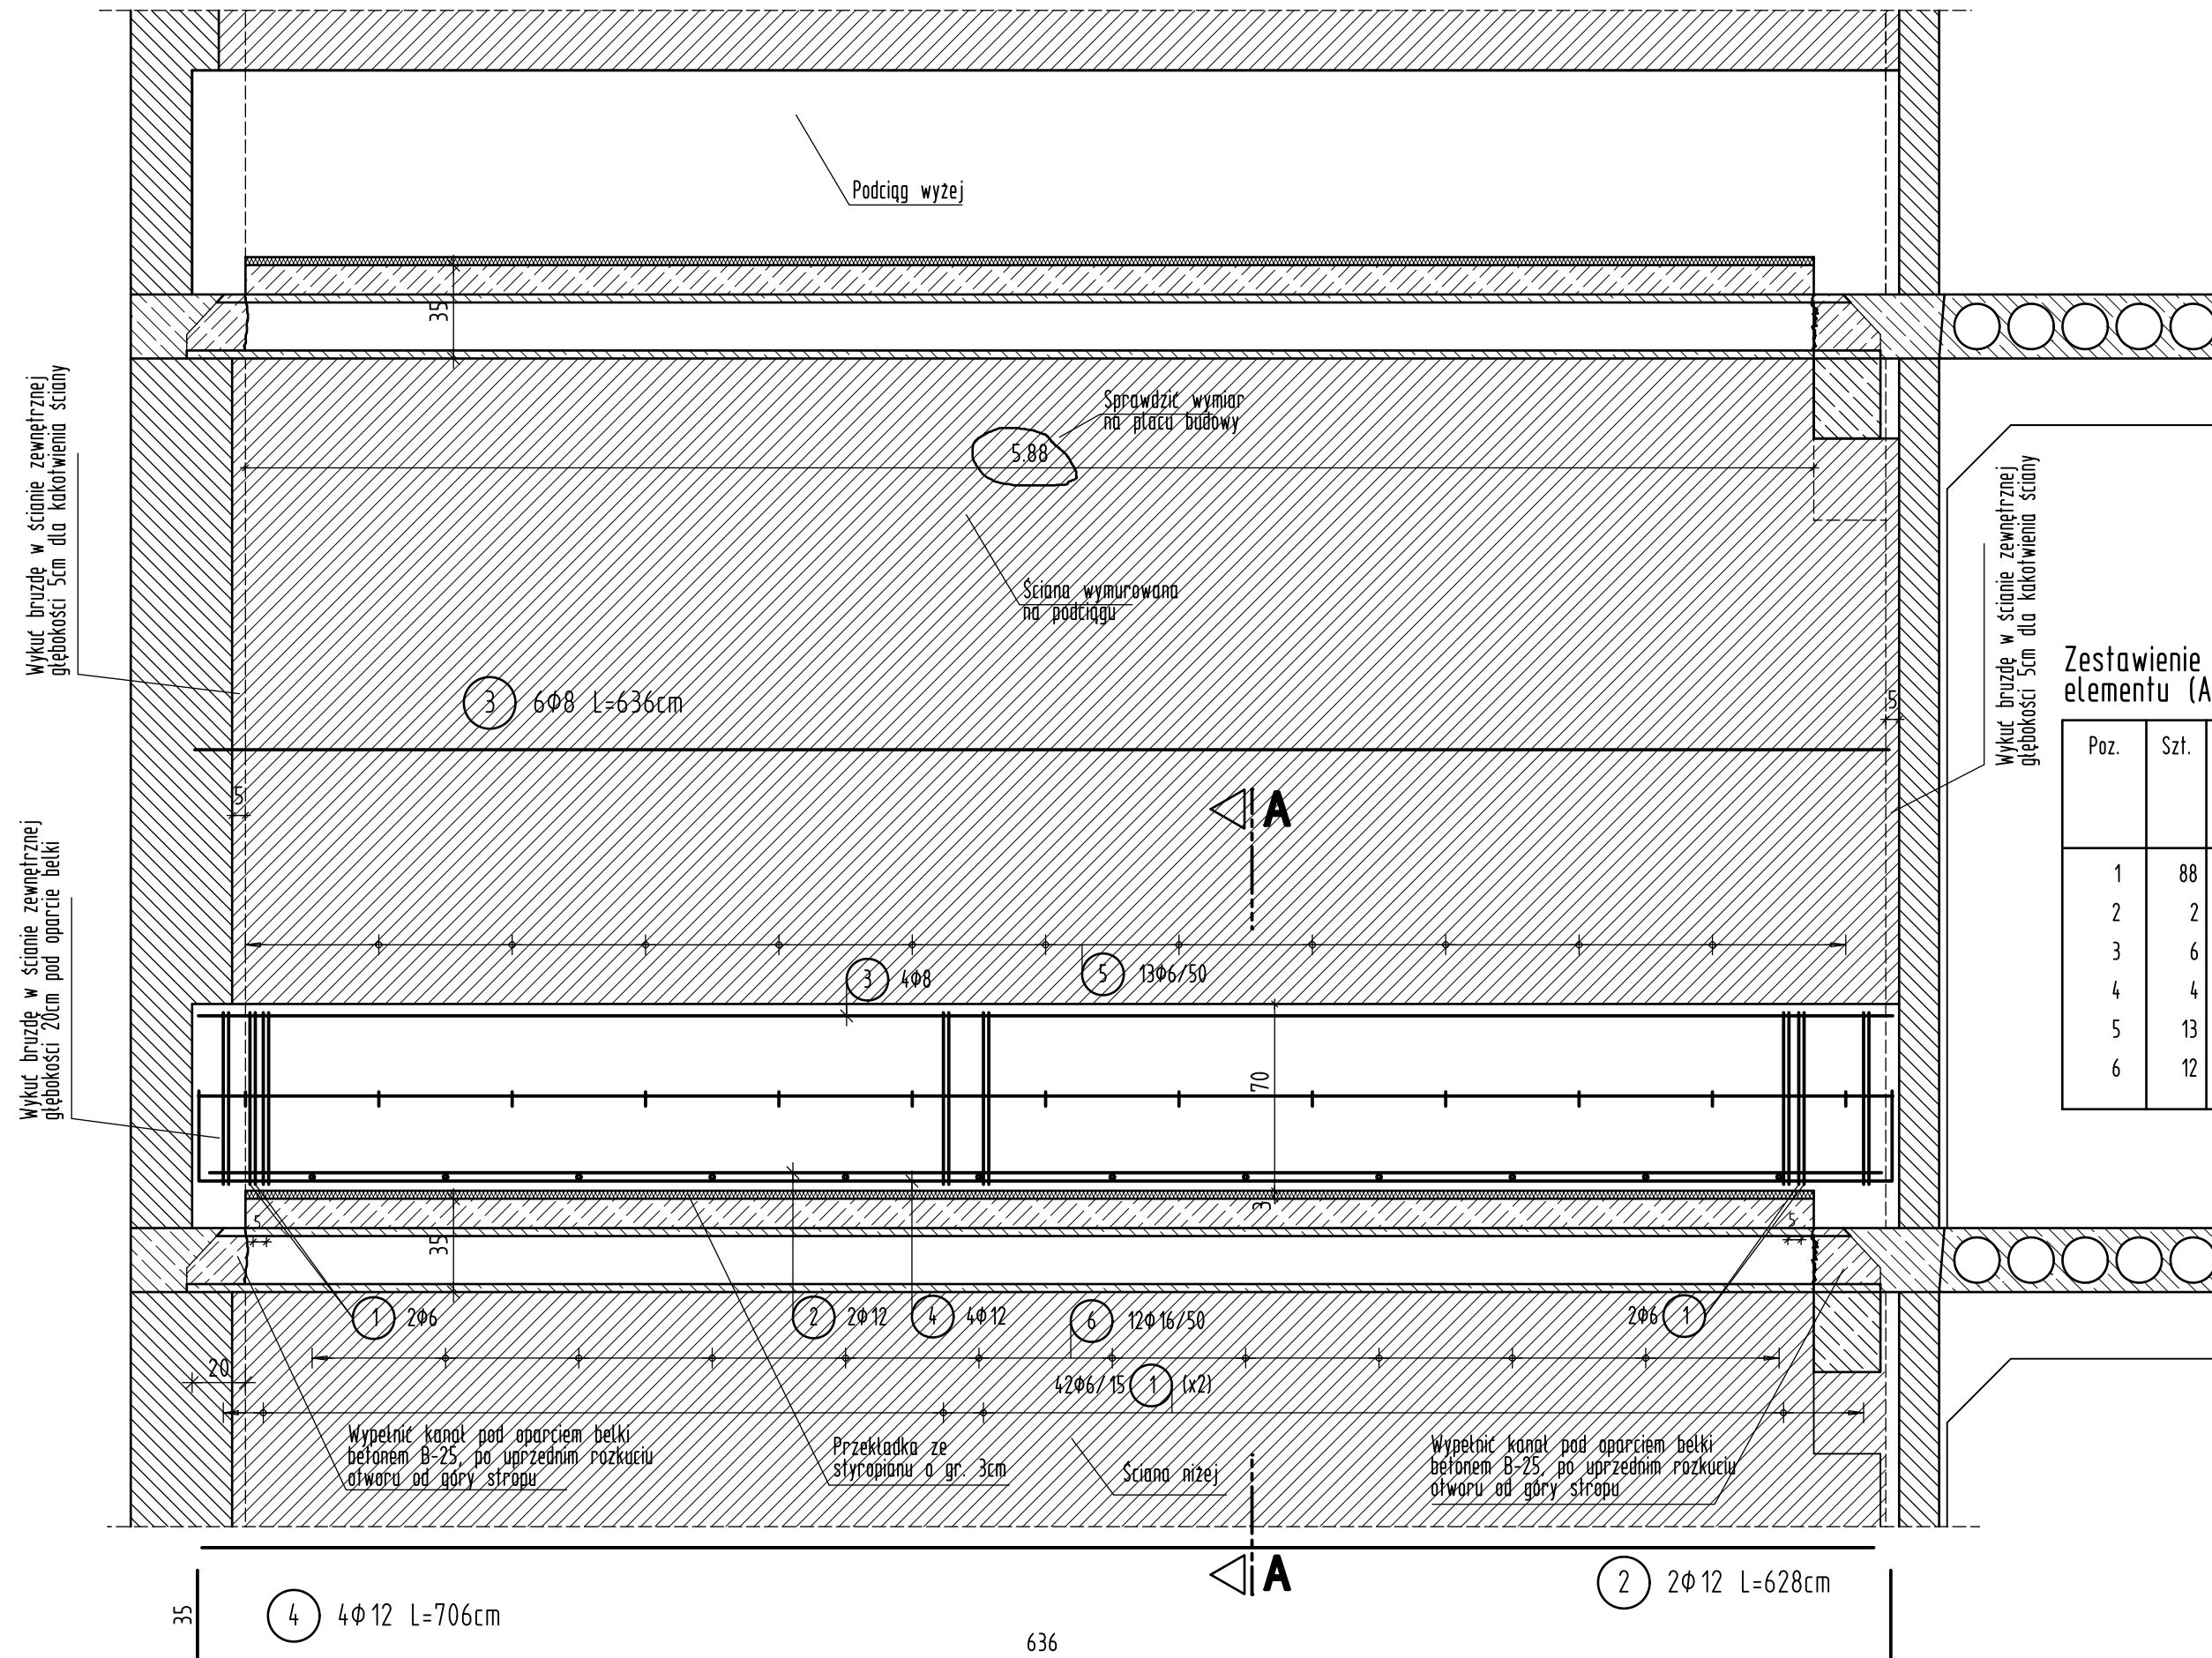 Podciąg wyżej
35
Sprawdzić wymiar
na placu budowy
5.88
Wykuć bruzdę w ścianie zewnętrznej
głębokości 5cm dla kakotwienia ściany
Wykuć bruzdę w ścianie zewnętrznej
głębokości 5cm dla kakotwienia ściany
Ściana wymurowana
na podciągu
3 6Φ8 L=636cm
5
5
A
Zestawienie
elementu (A
Poz. Szt.
1 88
2 2
3 6
4 4
5 13
6 12
Wykuć bruzdę w ścianie zewnętrznej
głębokości 20cm pod oparcie belki
3 4Φ8
5 13Φ6/50
70
3
5
35
5
1 2Φ6
2 2Φ12
4 4Φ12
6 12Φ16/50
2Φ6 1
20
42Φ6/15 1 (x2)
Wypełnić kanał pod oparciem belki
betonem B-25, po uprzednim rozkuciu
otworu od góry stropu
Przekładka ze
styropianu o gr. 3cm
Ściana niżej
Wypełnić kanał pod oparciem belki
betonem B-25, po uprzednim rozkuciu
otworu od góry stropu
A
2 2Φ12 L=628cm
35
4 4Φ12 L=706cm
636